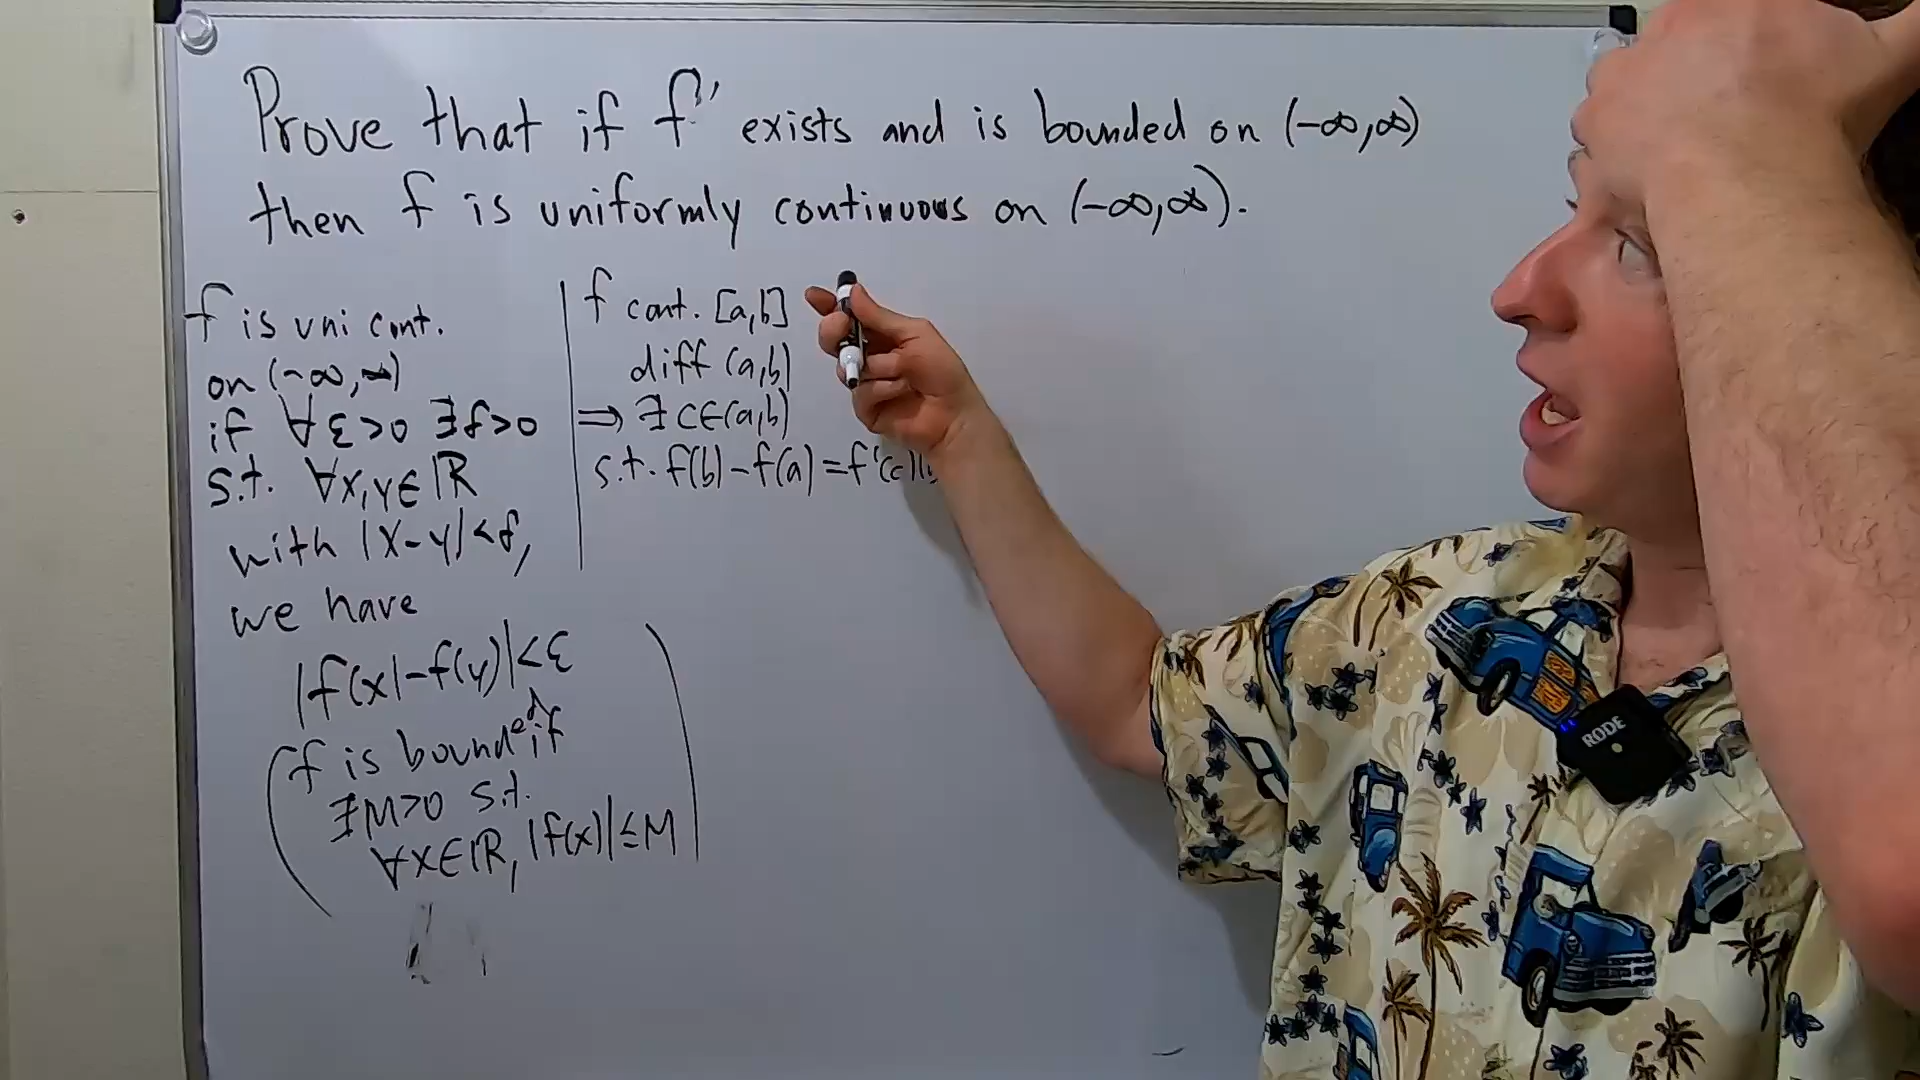 Prove that if f' exists and is bounded on (-∞,∞)
then f is uniformly continuous on (-∞,∞).
f is uni cont.
on (-∞,∞)
if ∀ε>0 ∃δ>0
s.t. ∀x,y∈ℝ
with |x-y|<δ,
we have
|f(x)-f(y)|<ε
(f is bounded if
∃M>0 s.t.
∀x∈ℝ, |f(x)|≤M)
f cont. [a,b]
diff (a,b)
⇒ ∃ c∈(a,b)
s.t. f(b)-f(a)=f'(c)(
RODE